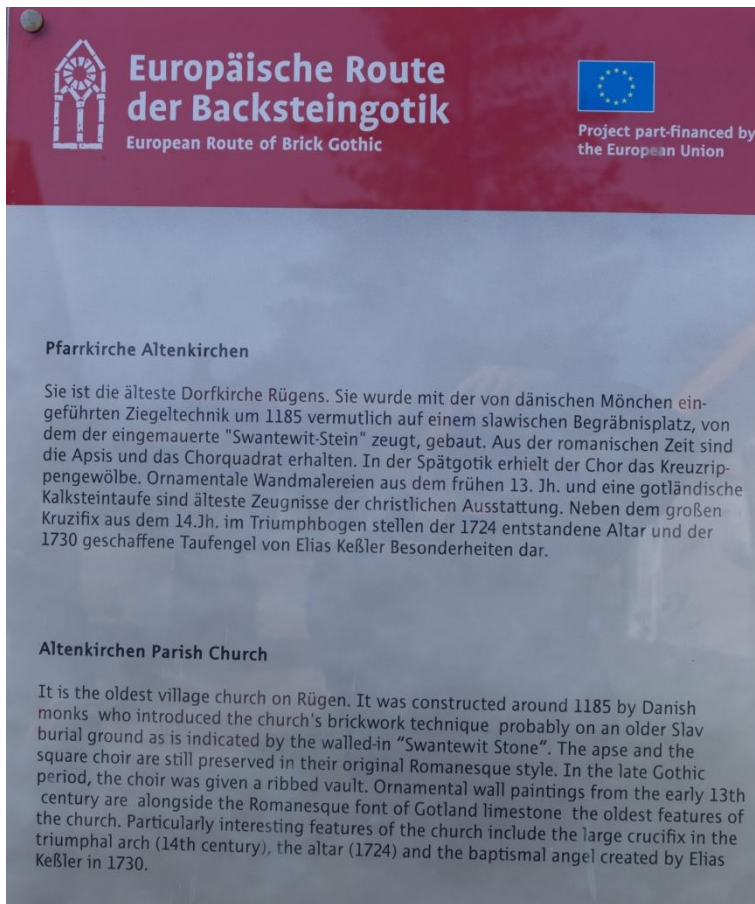 Europäische Route
der Backsteingotik
European Route of Brick Gothic
Project part-financed by
the European Union
Pfarrkirche Altenkirchen
Sie ist die älteste Dorfkirche Rügens. Sie wurde mit der von dänischen Mönchen ein-
geführten Ziegeltechnik um 1185 vermutlich auf einem slawischen Begräbnisplatz, von
dem der eingemauerte "Swantewit-Stein" zeugt, gebaut. Aus der romanischen Zeit sind
die Apsis und das Chorquadrat erhalten. In der Spätgotik erhielt der Chor das Kreuzrip-
pengewölbe. Ornamentale Wandmalereien aus dem frühen 13. Jh. und eine gotländische
Kalksteintaufe sind älteste Zeugnisse der christlichen Ausstattung. Neben dem großen
Kruzifix aus dem 14.Jh. im Triumphbogen stellen der 1724 entstandene Altar und der
1730 geschaffene Taufengel von Elias Keßler Besonderheiten dar.
Altenkirchen Parish Church
It is the oldest village church on Rügen. It was constructed around 1185 by Danish
monks who introduced the church's brickwork technique probably on an older Slav
burial ground as is indicated by the walled-in “Swantewit Stone”. The apse and the
square choir are still preserved in their original Romanesque style. In the late Gothic
period, the choir was given a ribbed vault. Ornamental wall paintings from the early 13th
century are alongside the Romanesque font of Gotland limestone the oldest features of
the church. Particularly interesting features of the church include the large crucifix in the
triumphal arch (14th century), the altar (1724) and the baptismal angel created by Elias
Keßler in 1730.